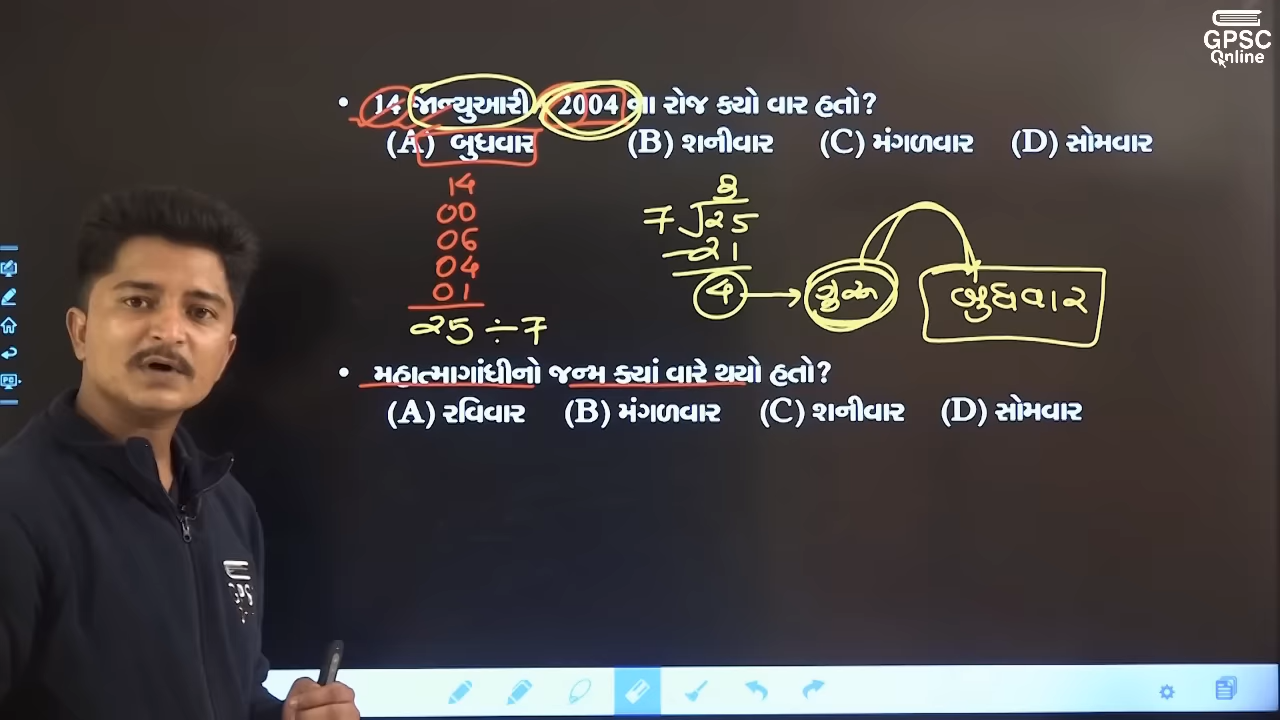 GPSC
Online
• 14 જાન્યુઆરી, 2004 ના રોજ ક્યો વાર હતો?
(A) બુધવાર (B) શનીવાર (C) મંગળવાર (D) સોમવાર
14
00
06
04
01
25 ÷ 7
3
7 √25
-21
4 → ગુરુ બુધવાર
• મહાત્માગાંધીનો જન્મ ક્યાં વારે થયો હતો?
(A) રવિવાર (B) મંગળવાર (C) શનીવાર (D) સોમવાર